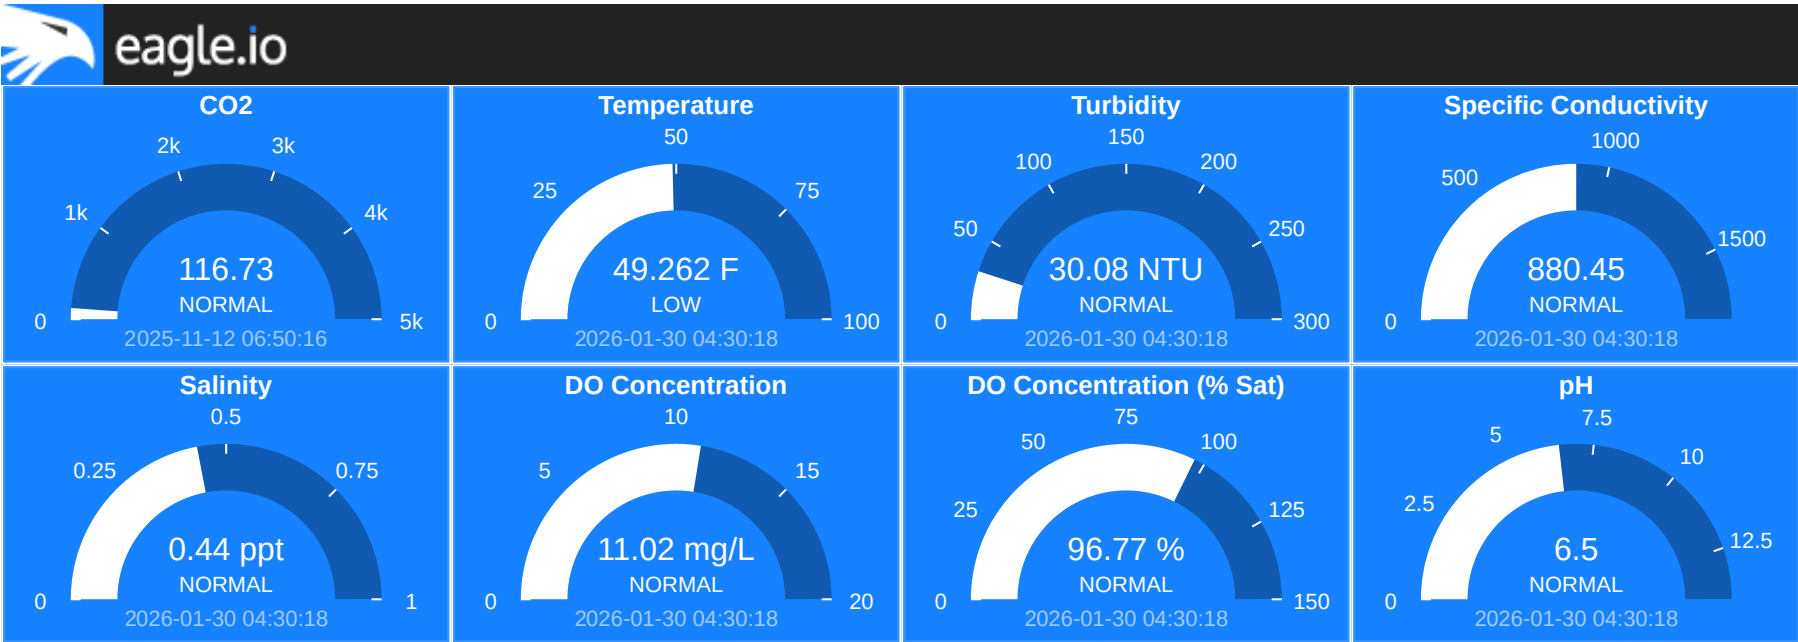 eagle.io
CO2
0
1k
2k
3k
4k
5k
116.73
NORMAL
2025-11-12 06:50:16
Temperature
0
25
50
75
100
49.262 F
LOW
2026-01-30 04:30:18
Turbidity
0
50
100
150
200
250
300
30.08 NTU
NORMAL
2026-01-30 04:30:18
Specific Conductivity
0
500
1000
1500
880.45
NORMAL
2026-01-30 04:30:18
Salinity
0
0.25
0.5
0.75
1
0.44 ppt
NORMAL
2026-01-30 04:30:18
DO Concentration
0
5
10
15
20
11.02 mg/L
NORMAL
2026-01-30 04:30:18
DO Concentration (% Sat)
0
25
50
75
100
125
150
96.77 %
NORMAL
2026-01-30 04:30:18
pH
0
2.5
5
7.5
10
12.5
6.5
NORMAL
2026-01-30 04:30:18